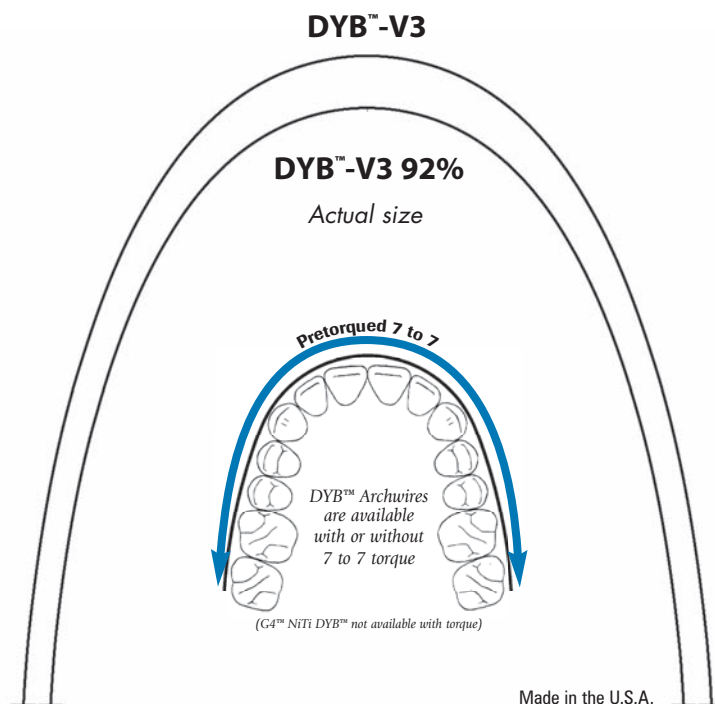 DYB™-V3
DYB™-V3 92%
Actual size
Pretorqued 7 to 7
DYB™ Archwires
are available
with or without
7 to 7 torque
(G4™ NiTi DYB™ not available with torque)
Made in the U.S.A.